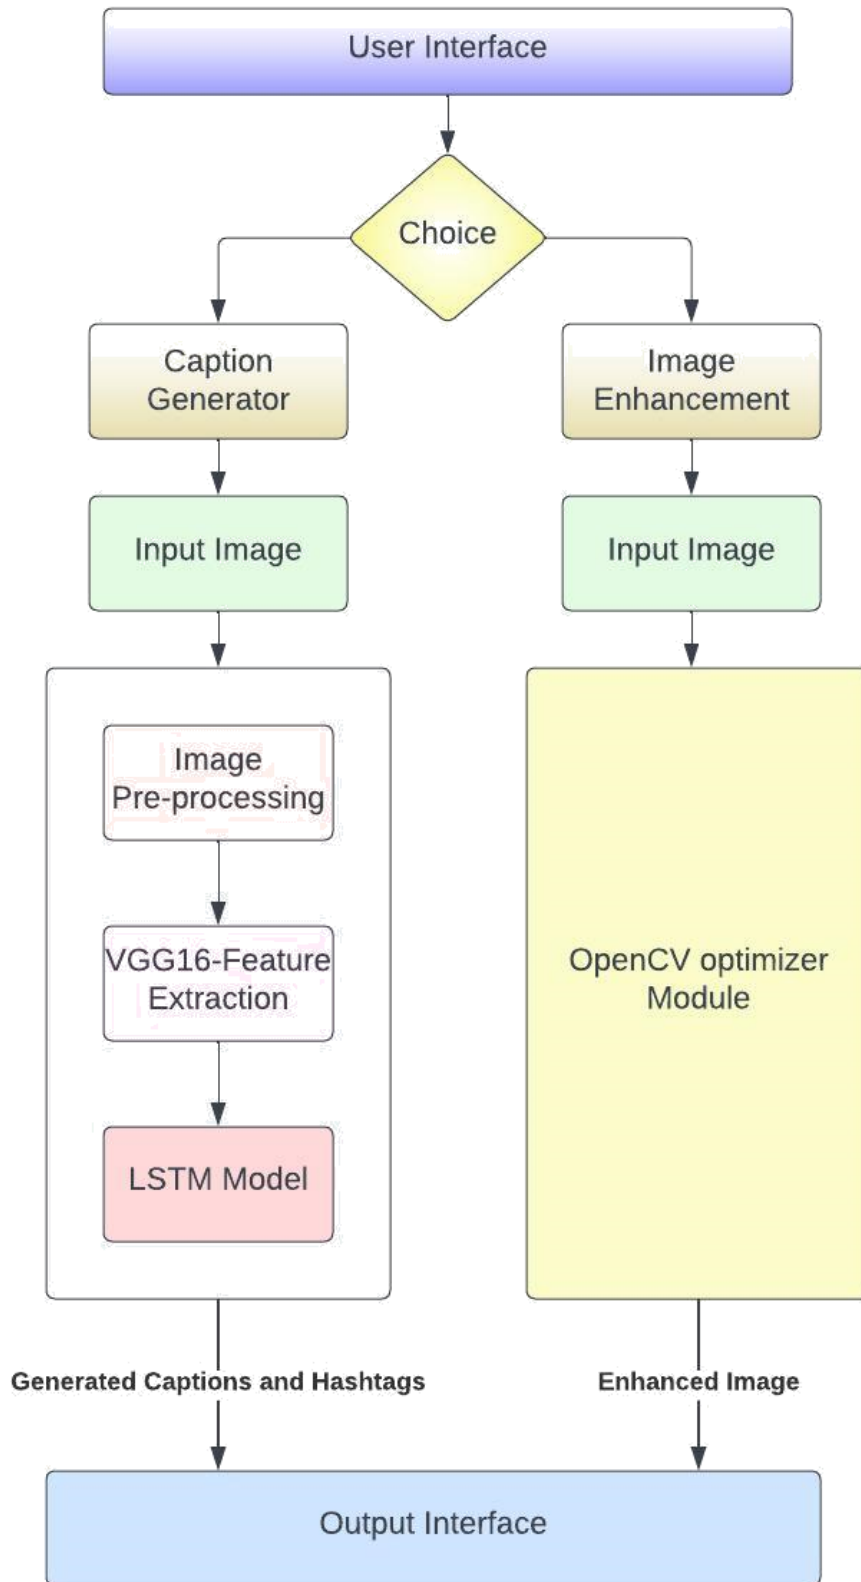 User Interface
Choice
Caption
Generator
Image
Enhancement
Input Image
Input Image
Image
Pre-processing
VGG16-Feature
Extraction
LSTM Model
OpenCV optimizer
Module
Generated Captions and Hashtags
Enhanced Image
Output Interface